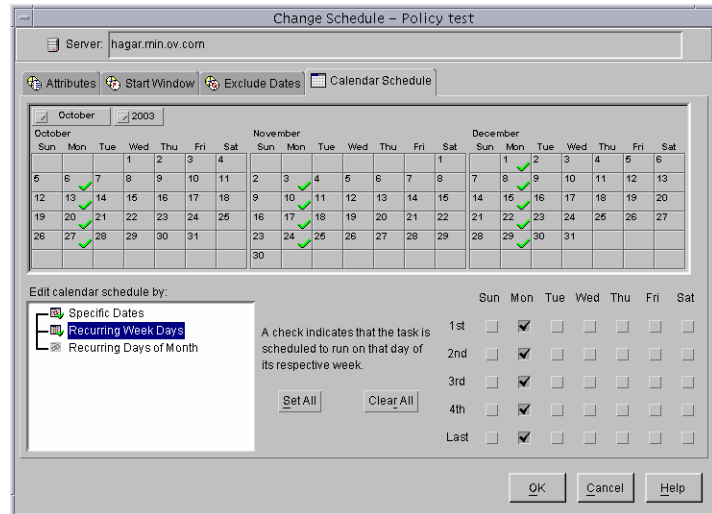 Change Schedule – Policy test
Server: hagar.min.ov.com
Attributes Start Window Exclude Dates Calendar Schedule
October 2003
October November December
Sun Mon Tue Wed Thu Fri Sat Sun Mon Tue Wed Thu Fri Sat Sun Mon Tue Wed Thu Fri Sat
1 2 3 4 1 1 2 3 4 5 6
5 6 7 8 9 10 11 2 3 4 5 6 7 8 7 8 9 10 11 12 13
12 13 14 15 16 17 18 9 10 11 12 13 14 15 14 15 16 17 18 19 20
19 20 21 22 23 24 25 16 17 18 19 20 21 22 21 22 23 24 25 26 27
26 27 28 29 30 31 23 24 25 26 27 28 29 28 29 30 31
30
Edit calendar schedule by:
Specific Dates
Recurring Week Days
Recurring Days of Month
A check indicates that the task is
scheduled to run on that day of
its respective week.
Set All Clear All
Sun Mon Tue Wed Thu Fri Sat
1st
2nd
3rd
4th
Last
OK Cancel Help